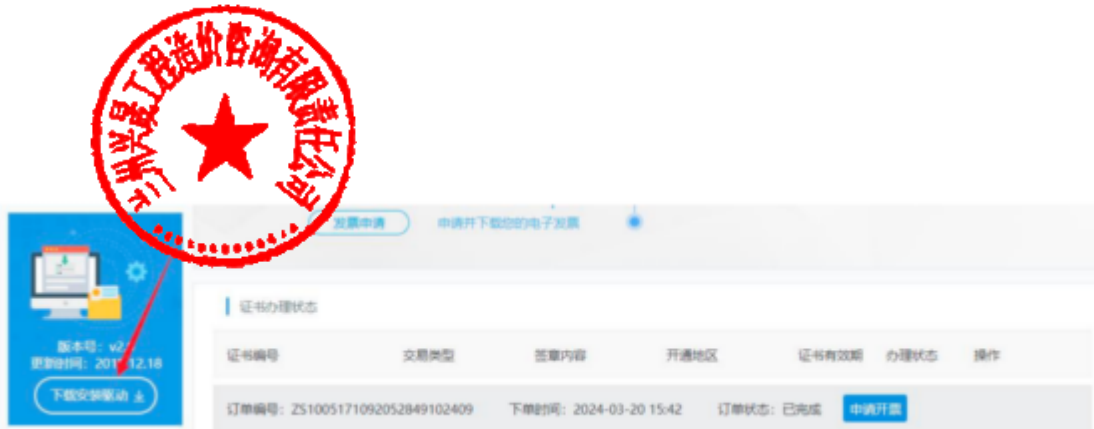 兰州兴晟工程造价咨询有限责任公司
发票申请
申请并下载您的电子发票
版本号：v2.
更新时间：201 12.18
下载安装驱动
证书办理状态
证书编号 交易类型 签章内容 开通地区 证书有效期 办理状态 操作
订单编号：ZS1005171092052849102409 下单时间：2024-03-20 15:42 订单状态：已完成 申请开票